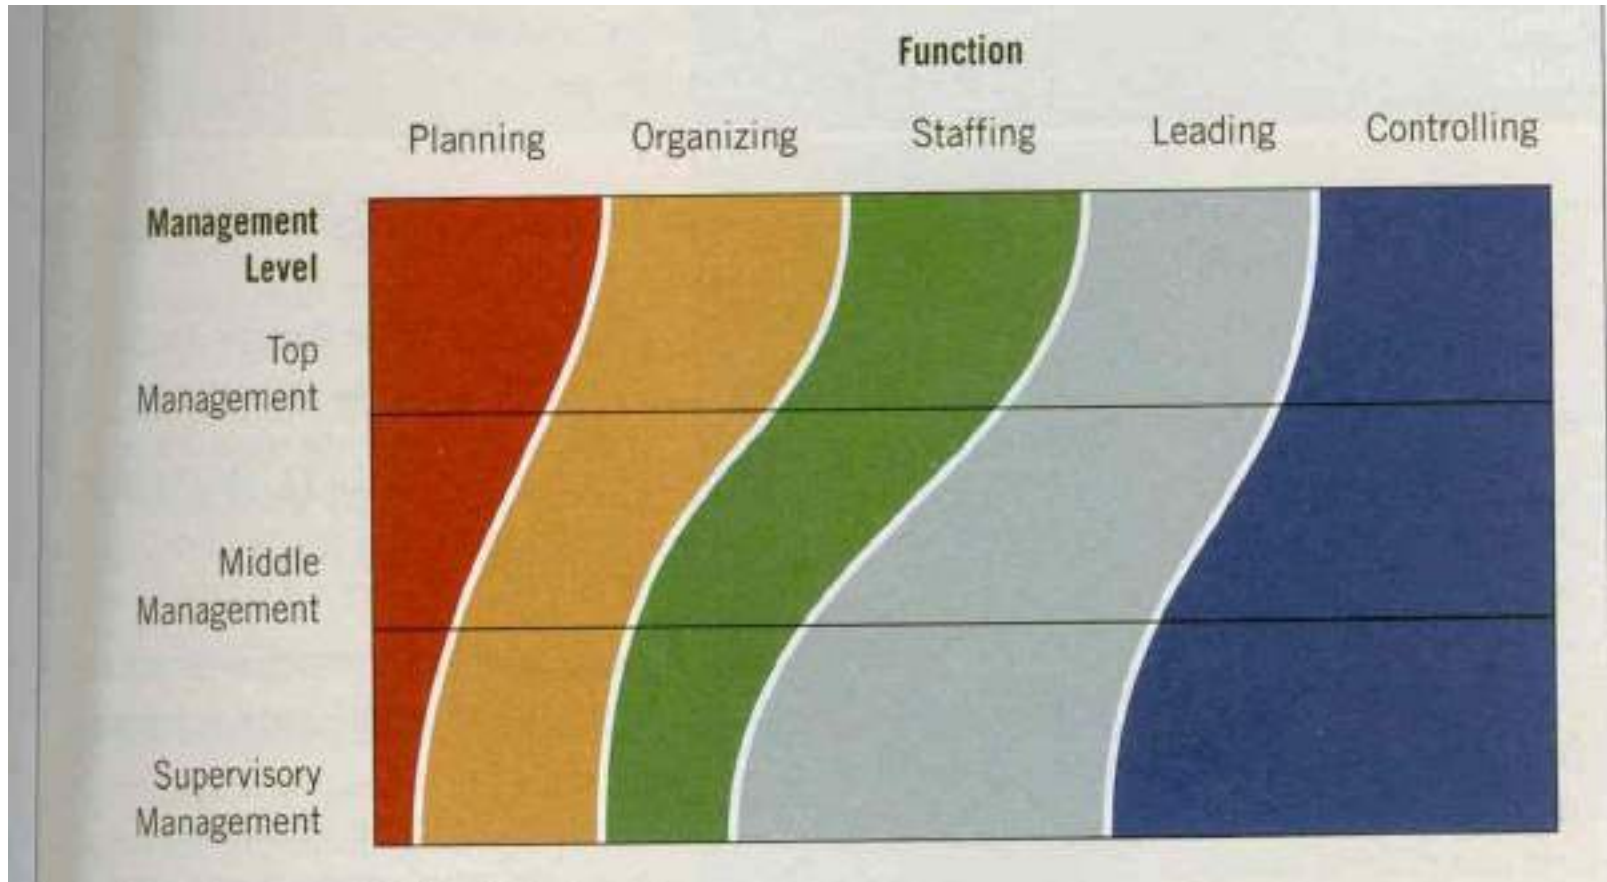 Function
Planning Organizing Staffing Leading Controlling
Management
Level
Top
Management
Middle
Management
Supervisory
Management